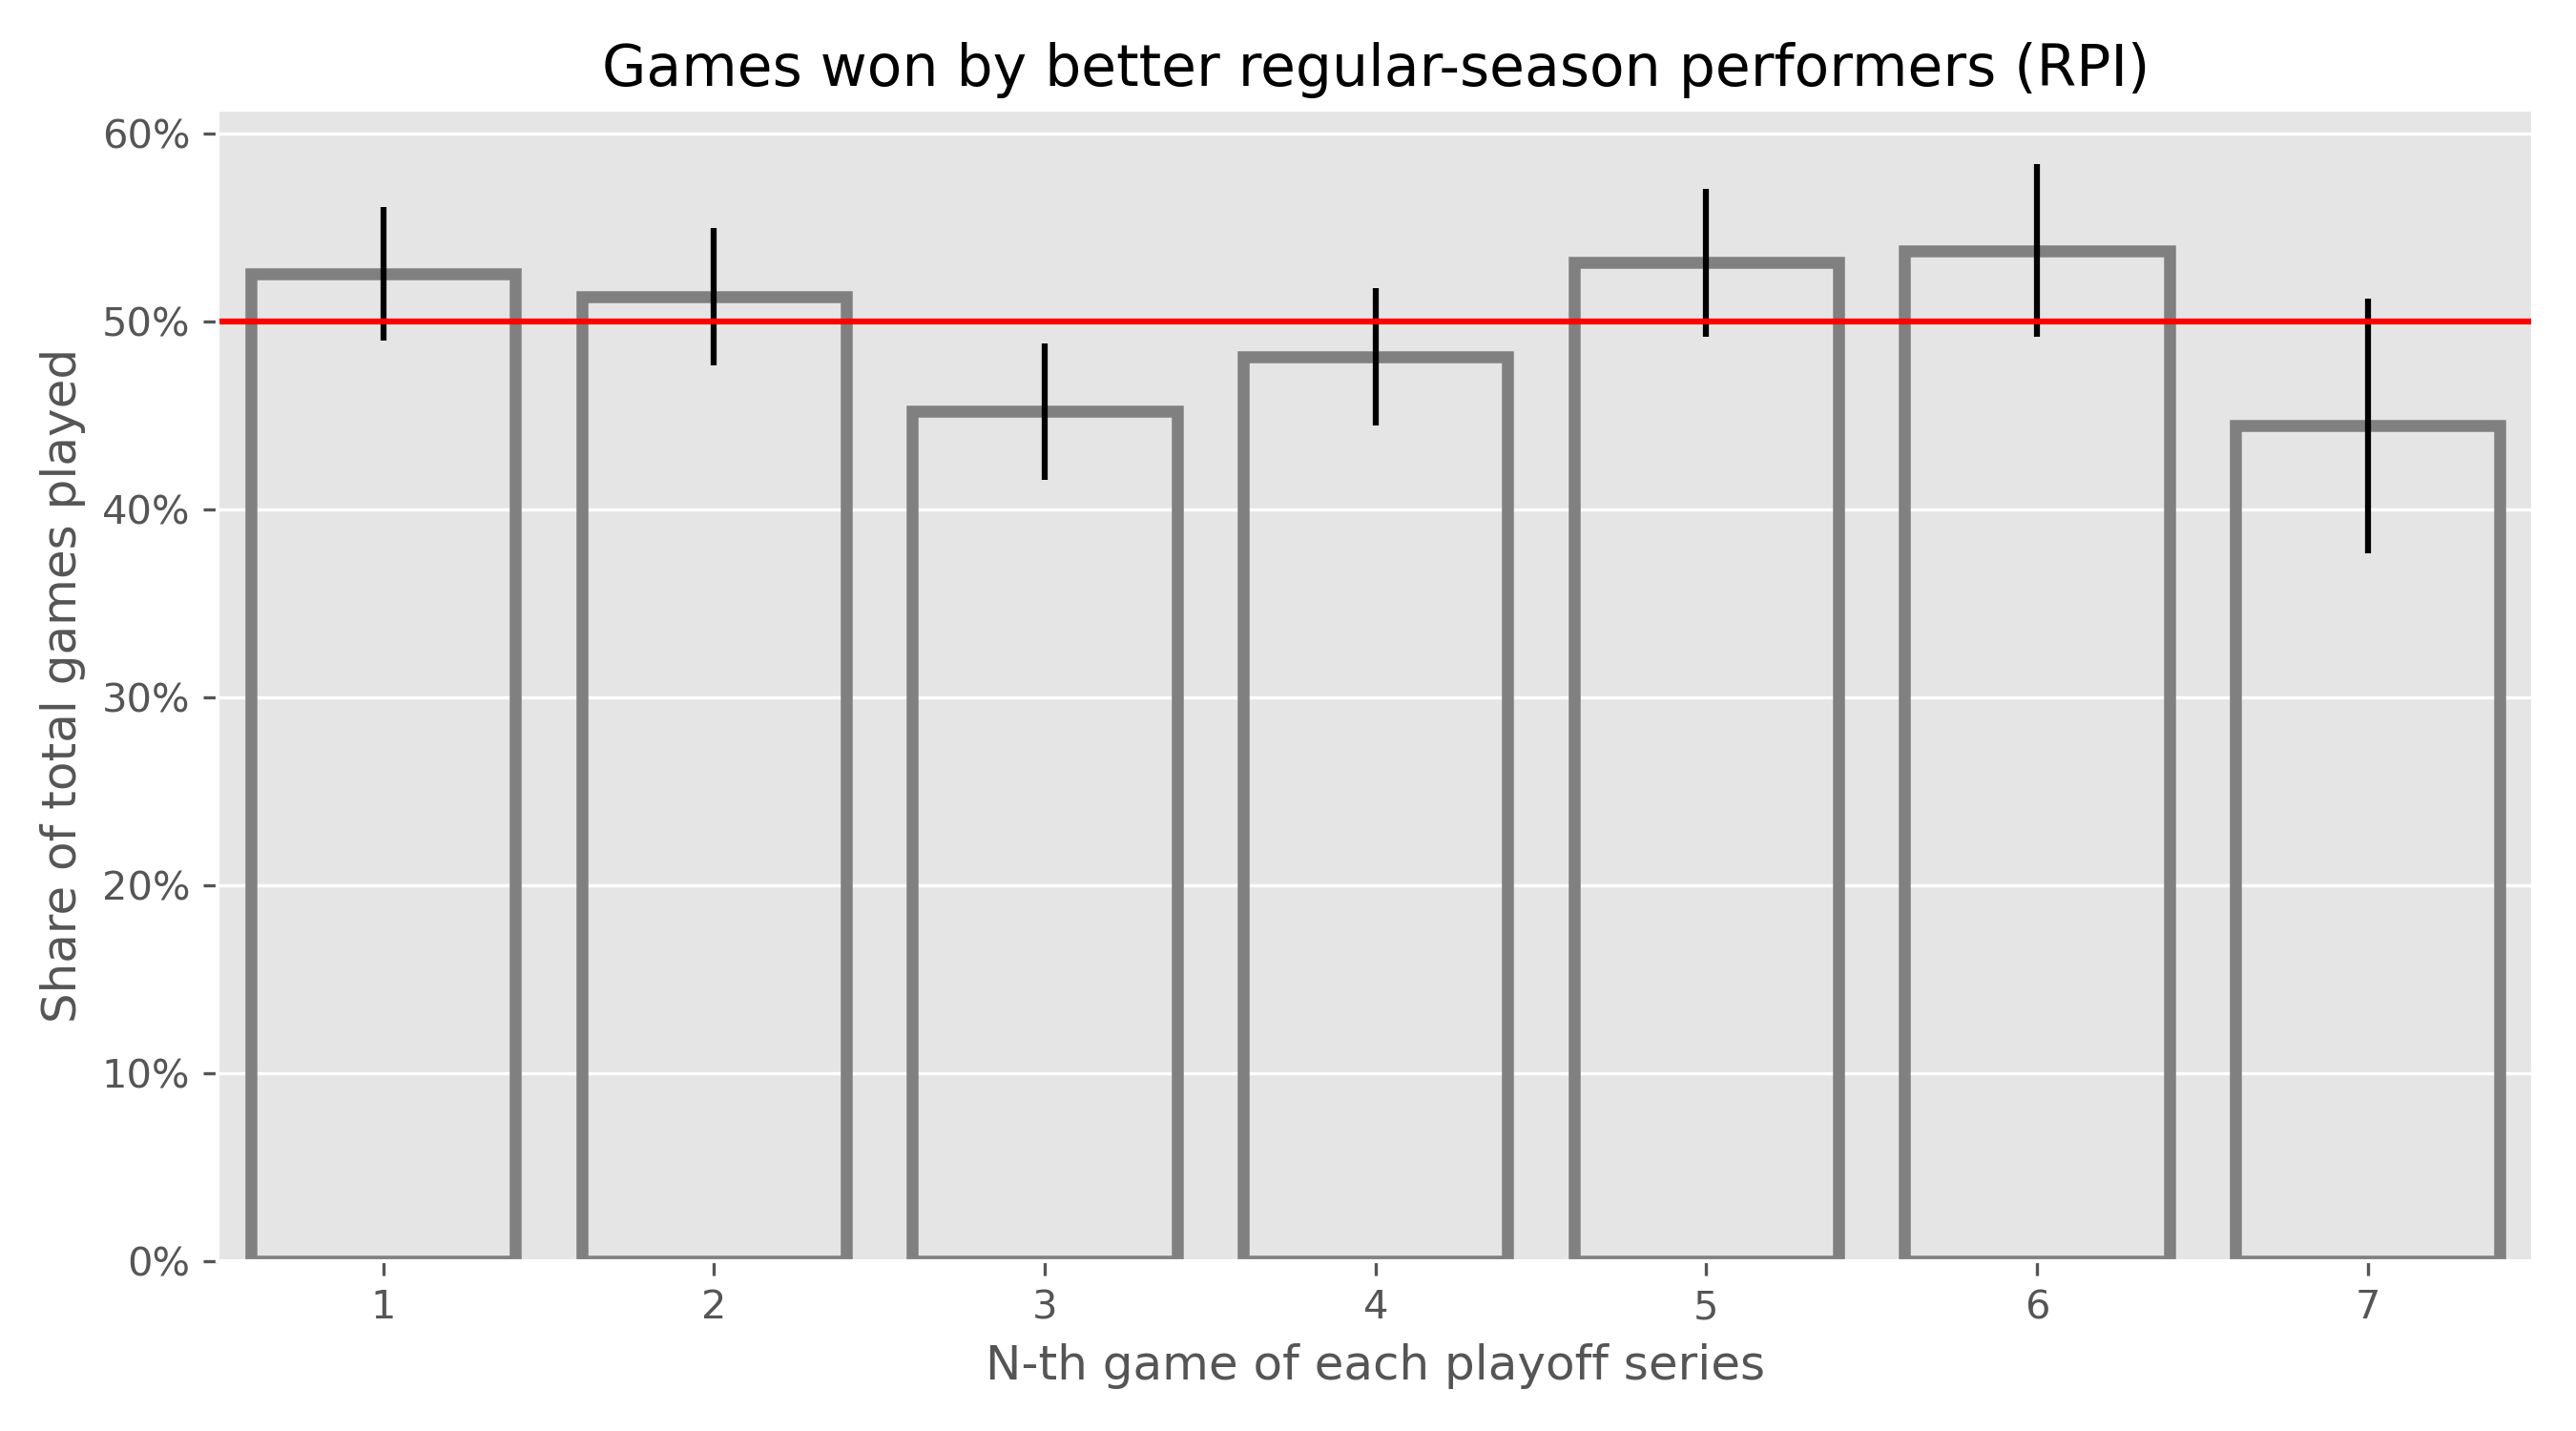 Games won by better regular-season performers (RPI)
60%
50%
40%
30%
20%
10%
0%
Share of total games played
1 2 3 4 5 6 7
N-th game of each playoff series